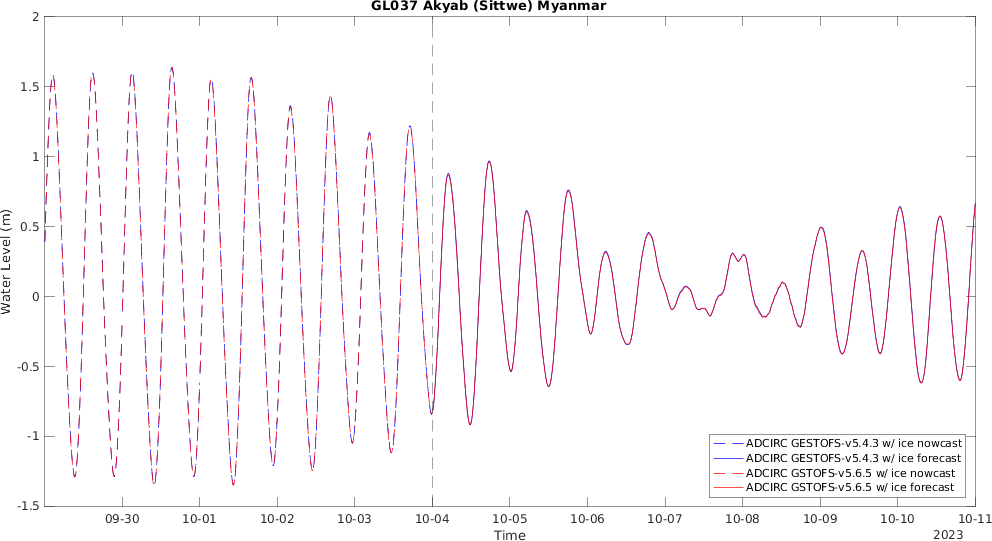 GL037 Akyab (Sittwe) Myanmar
2
1.5
1
0.5
0
-0.5
-1
-1.5
Water Level (m)
09-30 10-01 10-02 10-03 10-04 10-05 10-06 10-07 10-08 10-09 10-10 10-11
Time
2023
ADCIRC GESTOFS-v5.4.3 w/ ice nowcast
ADCIRC GESTOFS-v5.4.3 w/ ice forecast
ADCIRC GSTOFS-v5.6.5 w/ ice nowcast
ADCIRC GSTOFS-v5.6.5 w/ ice forecast